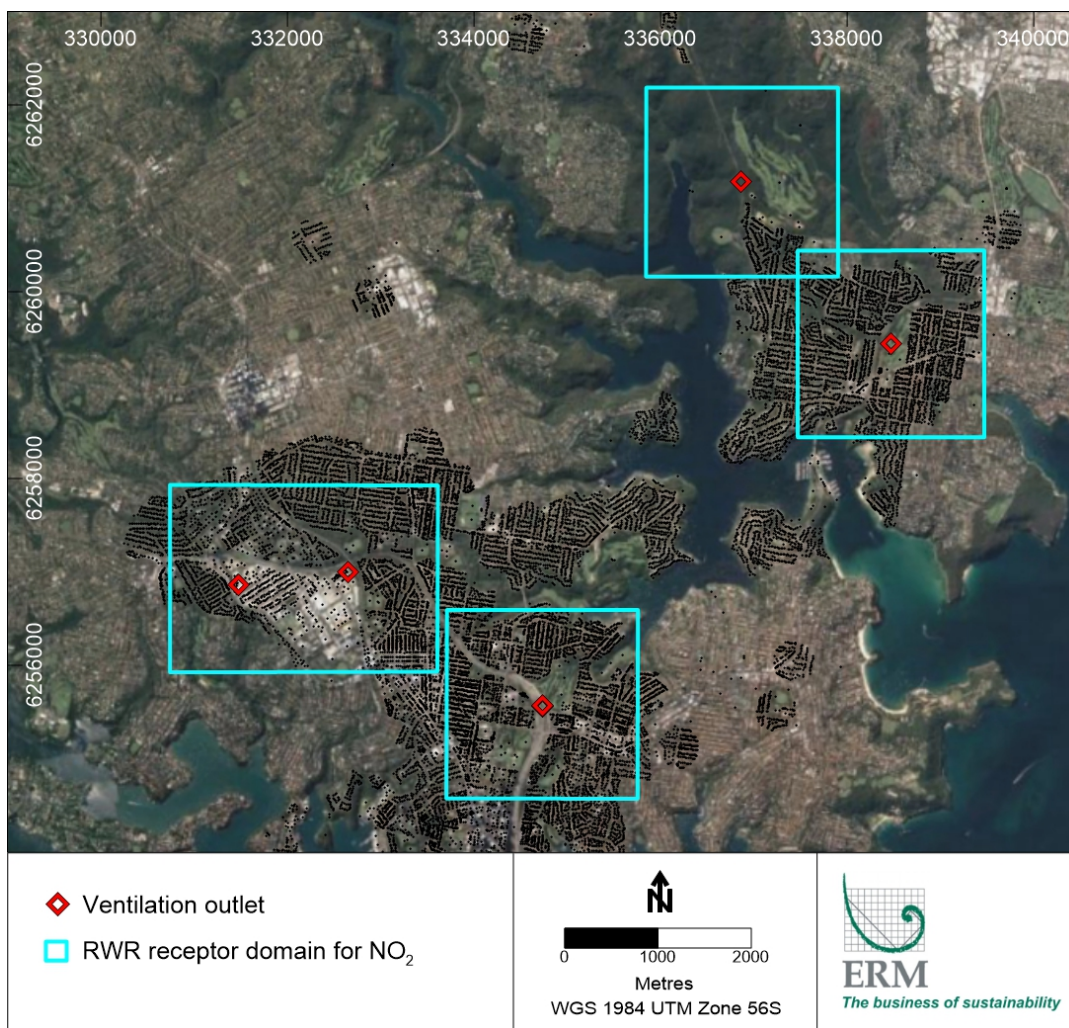 330000 332000 334000 336000 338000 340000
6262000
6260000
6258000
6256000
Ventilation outlet
RWR receptor domain for NO₂
N
0 1000 2000
Metres
WGS 1984 UTM Zone 56S
ERM
The business of sustainability